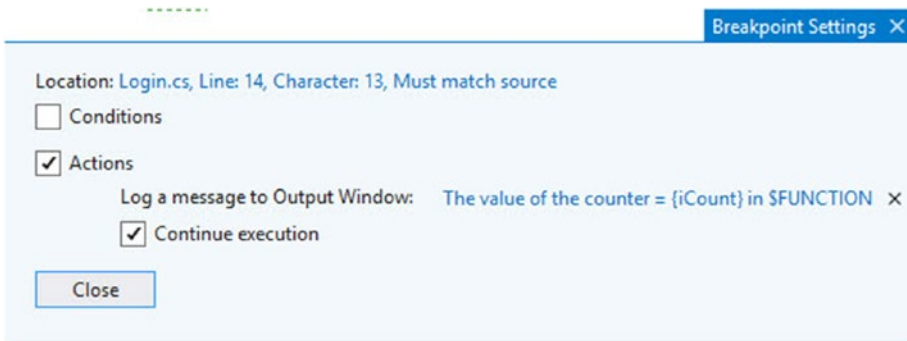 Breakpoint Settings
Location: Login.cs, Line: 14, Character: 13, Must match source
Conditions
Actions
Log a message to Output Window: The value of the counter = {iCount} in $FUNCTION
Continue execution
Close